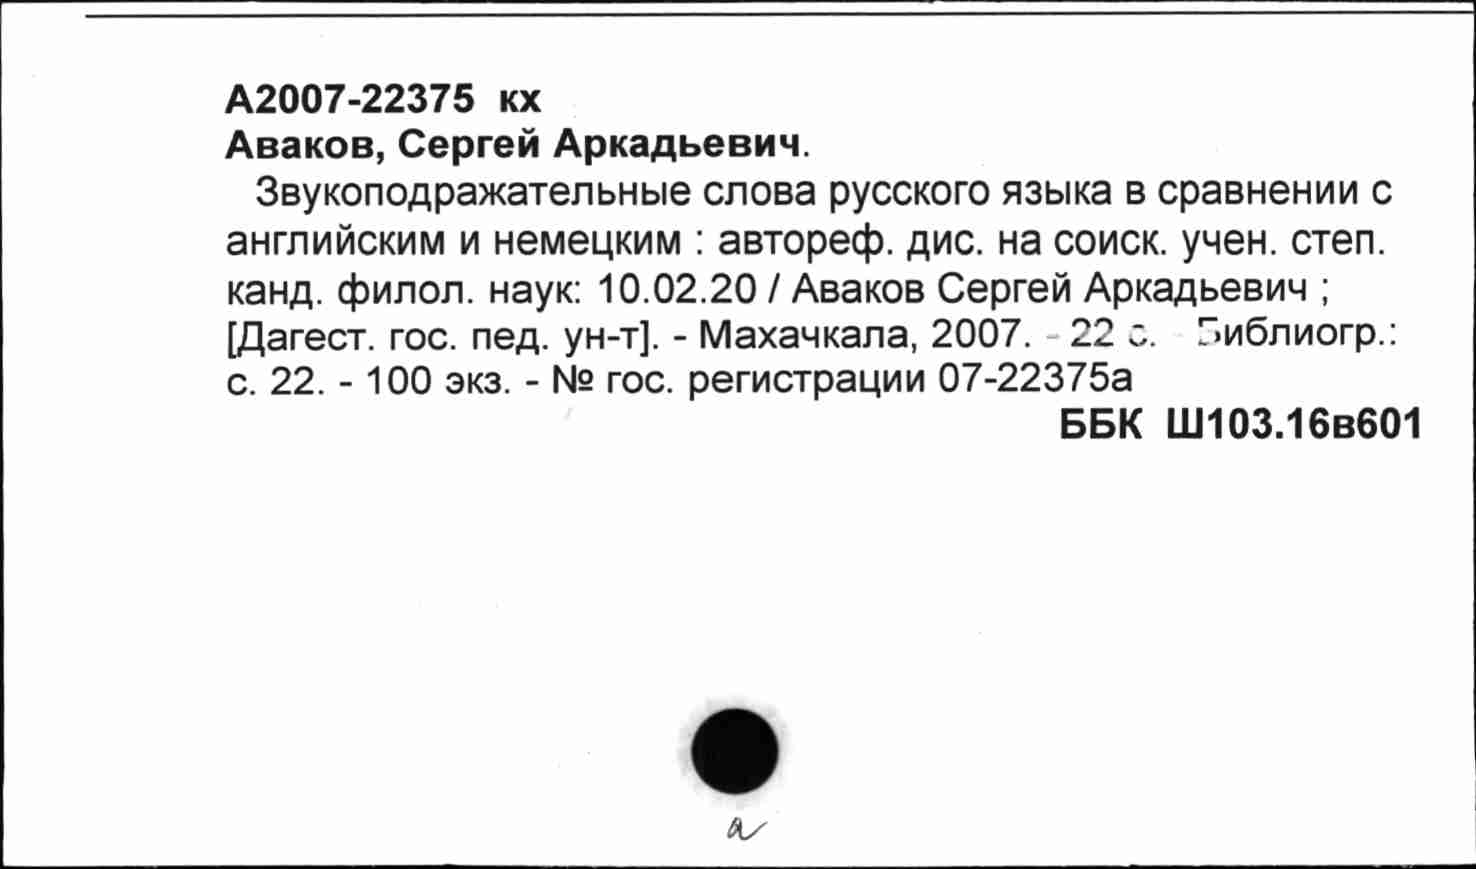 А2007-22375 кх
Аваков, Сергей Аркадьевич.
Звукоподражательные слова русского языка в сравнении с
английским и немецким : автореф. дис. на соиск. учен. степ.
канд. филол. наук: 10.02.20 / Аваков Сергей Аркадьевич ;
[Дагест. гос. пед. ун-т]. - Махачкала, 2007. - 22 с. - Библиогр.:
с. 22. - 100 экз. - № гос. регистрации 07-22375а
ББК Ш103.16в601
а